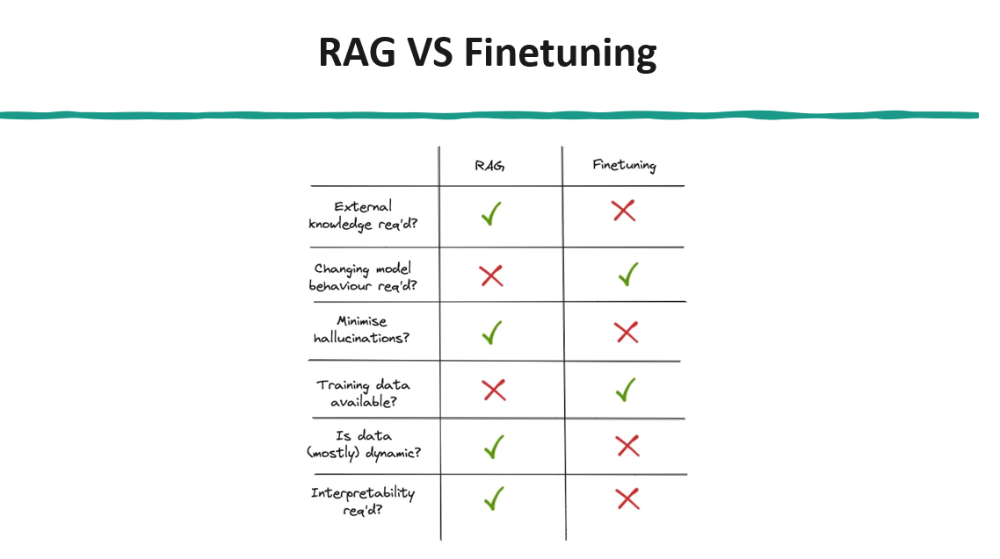 RAG VS Finetuning
RAG
Finetuning
External
knowledge req'd?
Changing model
behaviour req'd?
Minimise
hallucinations?
Training data
available?
Is data
(mostly) dynamic?
Interpretability
req'd?